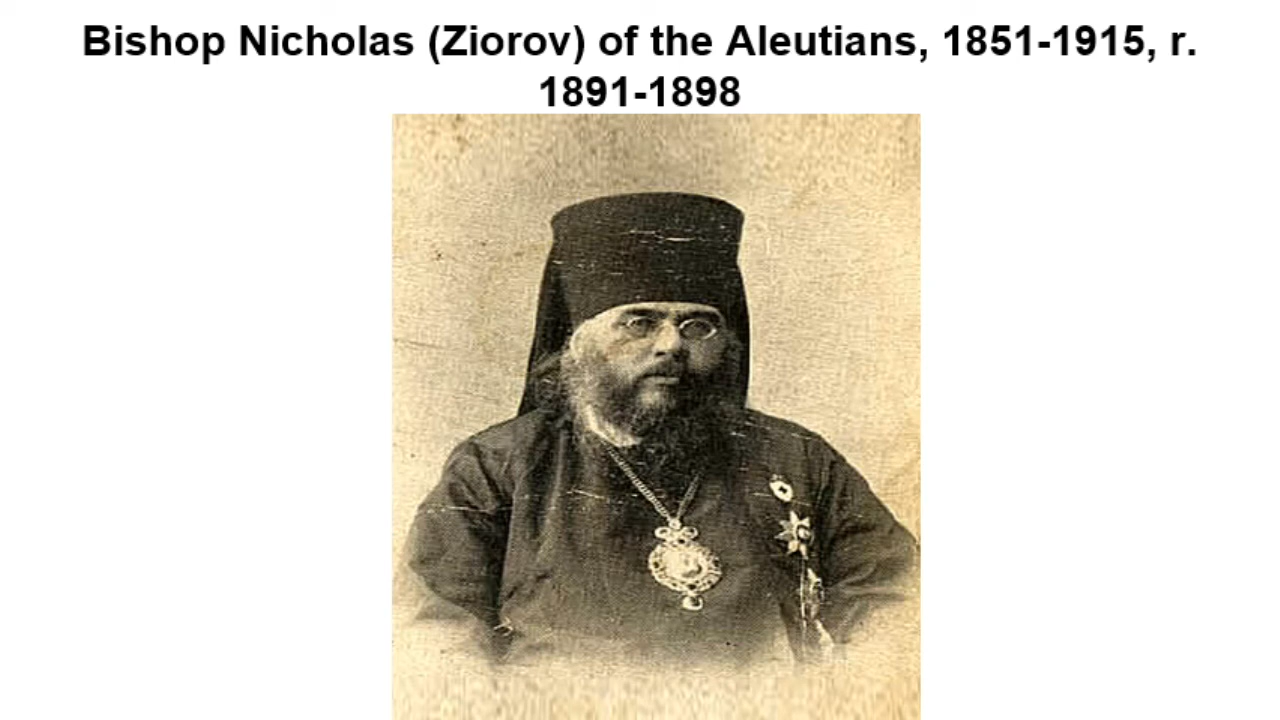 Bishop Nicholas (Ziorov) of the Aleutians, 1851-1915, r.
1891-1898